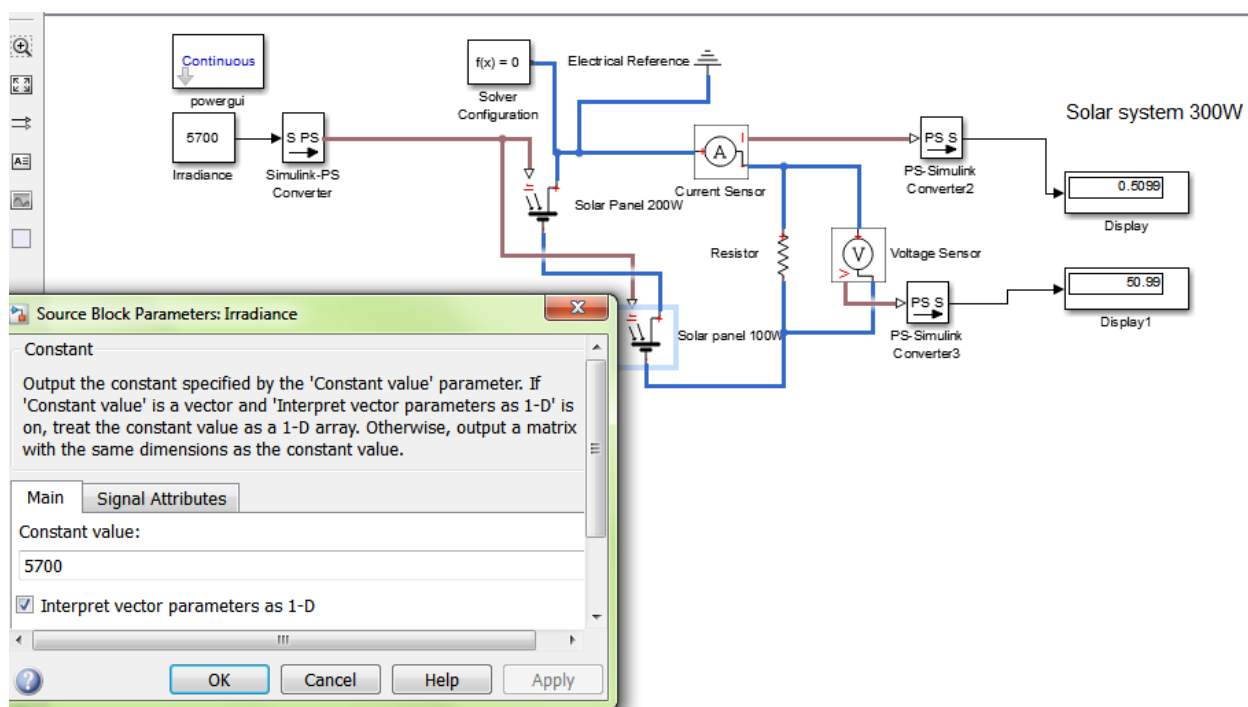 Continuous
powergui
5700
Irradiance
S PS
Simulink-PS
Converter
f(x) = 0
Solver
Configuration
Electrical Reference
Solar system 300W
A
I
Current Sensor
PS S
PS-Simulink
Converter2
0.5099
Display
Solar Panel 200W
Resistor
V
Voltage Sensor
PS S
PS-Simulink
Converter3
50.99
Display1
Solar panel 100W
Source Block Parameters: Irradiance
Constant
Output the constant specified by the 'Constant value' parameter. If
'Constant value' is a vector and 'Interpret vector parameters as 1-D' is
on, treat the constant value as a 1-D array. Otherwise, output a matrix
with the same dimensions as the constant value.
Main
Signal Attributes
Constant value:
5700
Interpret vector parameters as 1-D
OK
Cancel
Help
Apply